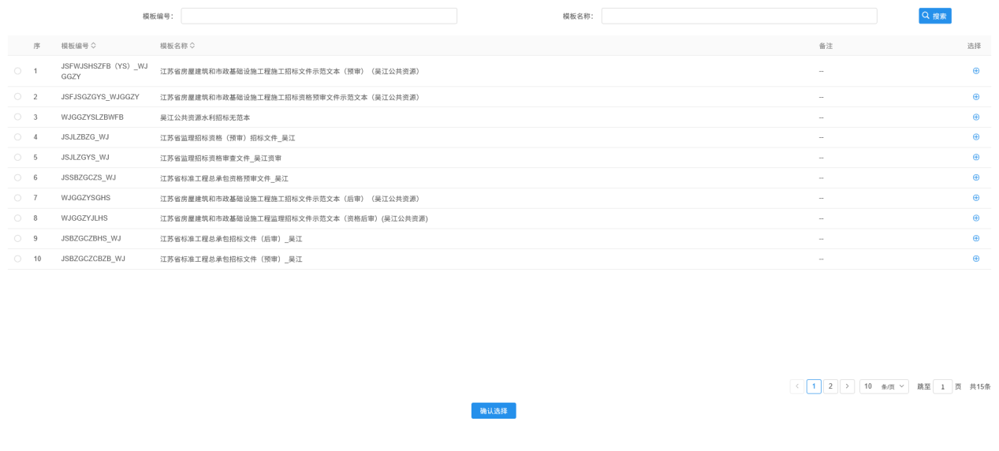 模板编号： 模板名称： 搜索
序 模板编号 模板名称 备注 选择
1 JSFWJSHSZFB（YS）_WJ
GGZY 江苏省房屋建筑和市政基础设施工程施工招标文件示范文本（预审）（吴江公共资源） --
2 JSFJSGZGYS_WJGGZY 江苏省房屋建筑和市政基础设施工程施工招标资格预审文件示范文本（吴江公共资源） --
3 WJGGZYSLZBWFB 吴江公共资源水利招标无范本 --
4 JSJLZBZG_WJ 江苏省监理招标资格（预审）招标文件_吴江 --
5 JSJLZGYS_WJ 江苏省监理招标资格审查文件_吴江资审 --
6 JSSBZGCZS_WJ 江苏省标准工程总承包资格预审文件_吴江 --
7 WJGGZYSGHS 江苏省房屋建筑和市政基础设施工程施工招标文件示范文本（后审）（吴江公共资源） --
8 WJGGZYJLHS 江苏省房屋建筑和市政基础设施工程监理招标文件示范文本（资格后审）(吴江公共资源) --
9 JSBZGCZBHS_WJ 江苏省标准工程总承包招标文件（后审）_吴江 --
10 JSBZGCZCBZB_WJ 江苏省标准工程总承包招标文件（预审）_吴江 --
< 1 2 > 10 条/页 跳至 1 页 共15条
确认选择